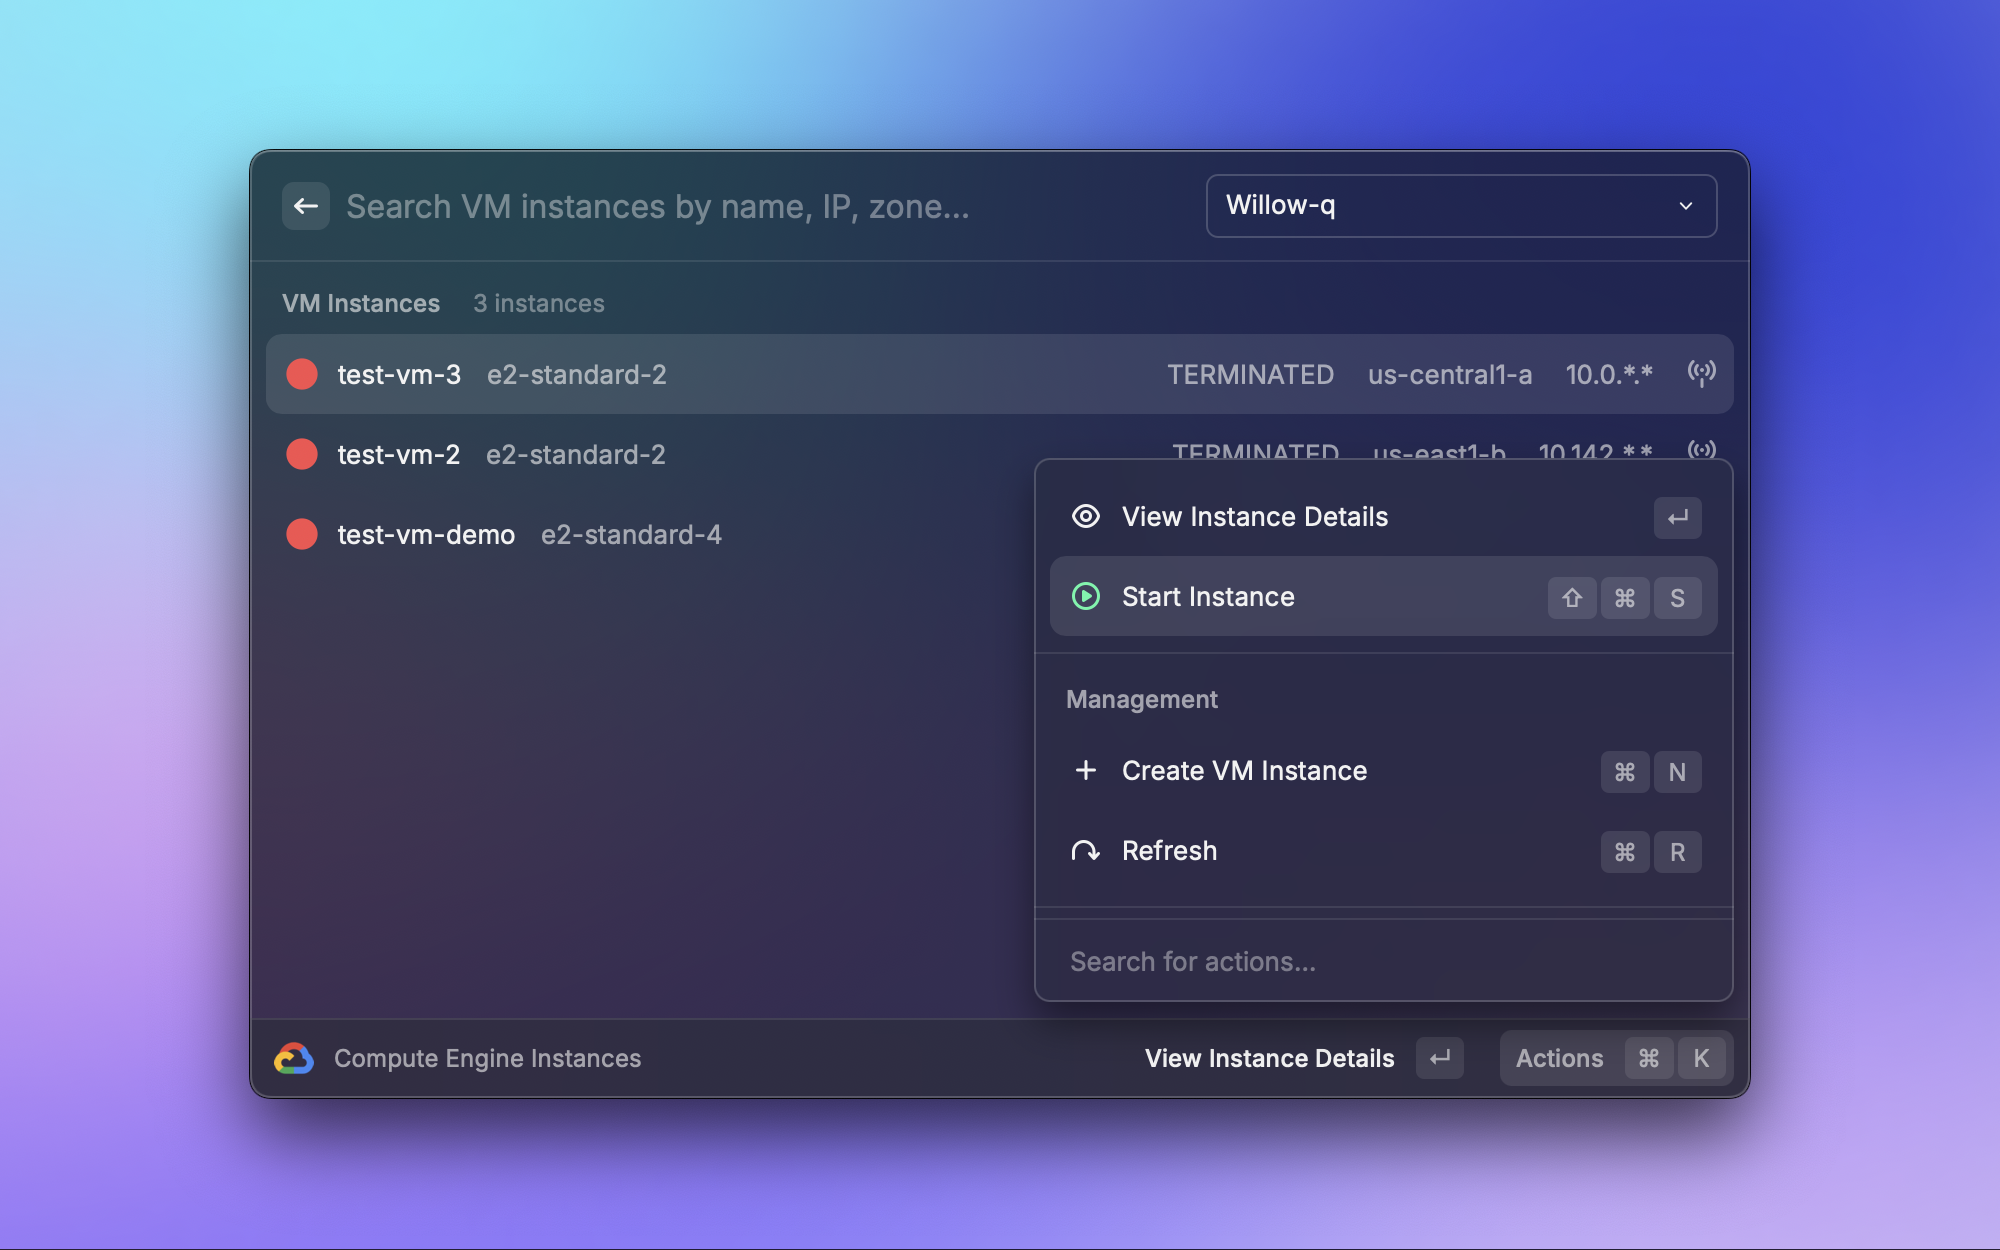 Search VM instances by name, IP, zone...
Willow-q
VM Instances 3 instances
test-vm-3 e2-standard-2 TERMINATED us-central1-a 10.0.*.*
test-vm-2 e2-standard-2 TERMINATED us-east1-b 10.142.*.*
test-vm-demo e2-standard-4
View Instance Details
Start Instance ⇧ ⌘ S
Management
Create VM Instance ⌘ N
Refresh ⌘ R
Search for actions...
Compute Engine Instances View Instance Details Actions ⌘ K